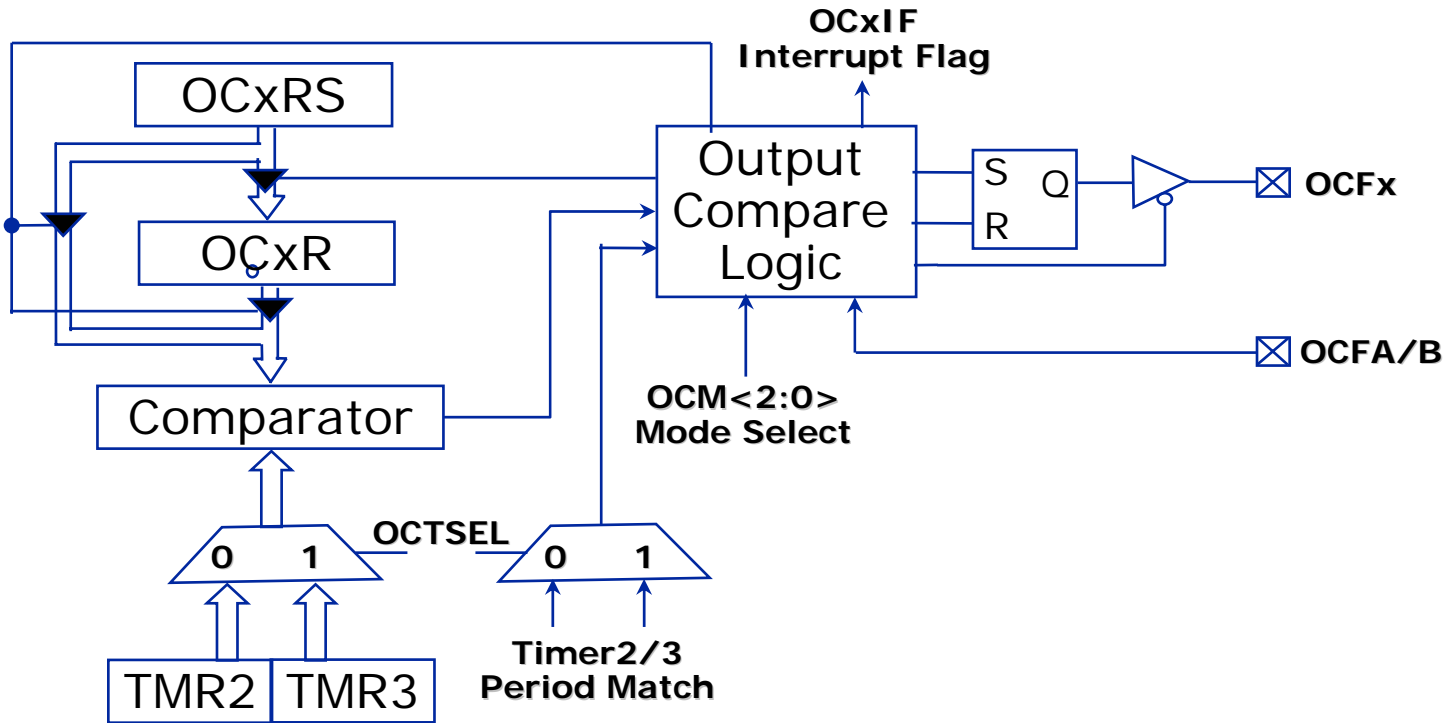 OCxIF
Interrupt Flag
OCxRS
Output
Compare
Logic
S
Q
R
OCFx
OCxR
OCFA/B
OCM<2:0>
Mode Select
Comparator
OCTSEL
0 1
0 1
Timer2/3
Period Match
TMR2
TMR3